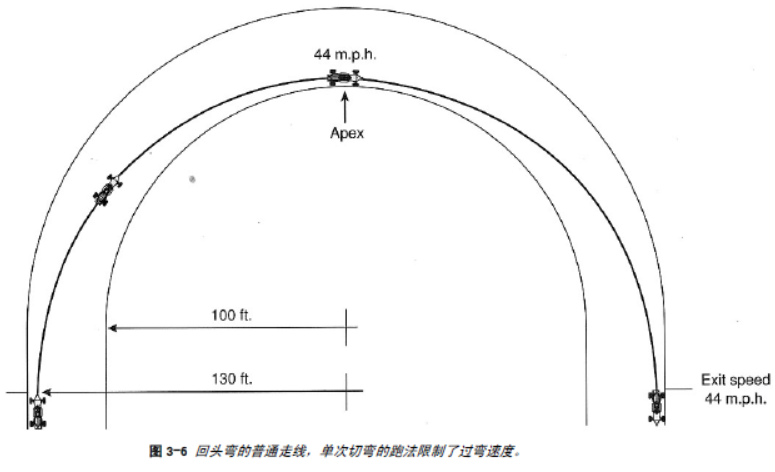 44 m.p.h.
Apex
100 ft.
130 ft.
Exit speed
44 m.p.h.
图 3-6 回头弯的普通走线，单次切弯的跑法限制了过弯速度。